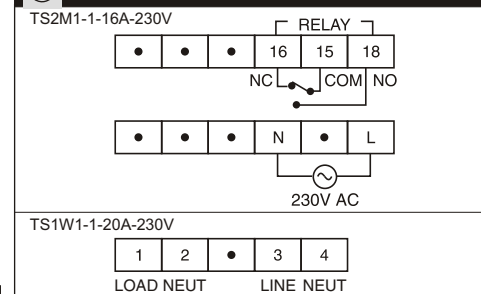 TS2M1-1-16A-230V
RELAY
16 15 18
NC COM NO
N L
230V AC
TS1W1-1-20A-230V
1 2 3 4
LOAD NEUT LINE NEUT